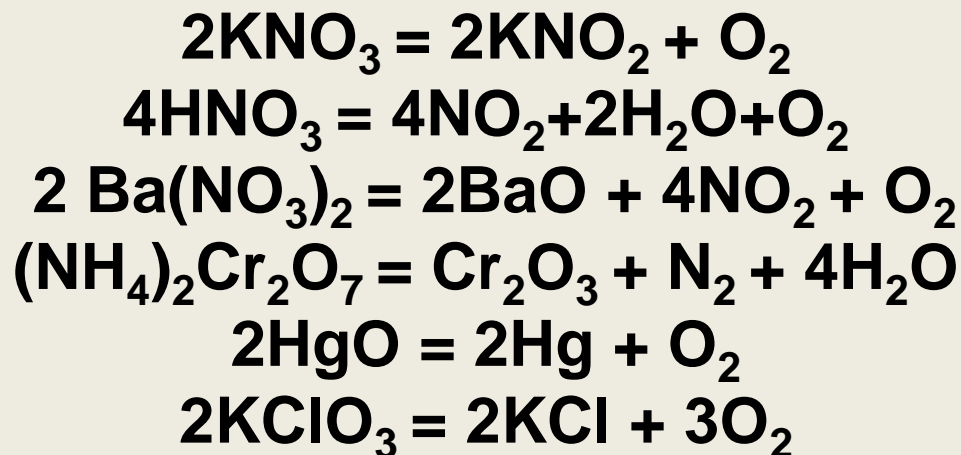 2KNO₃ = 2KNO₂ + O₂
4HNO₃ = 4NO₂+2H₂O+O₂
2 Ba(NO₃)₂ = 2BaO + 4NO₂ + O₂
(NH₄)₂Cr₂O₇ = Cr₂O₃ + N₂ + 4H₂O
2HgO = 2Hg + O₂
2KClO₃ = 2KCl + 3O₂